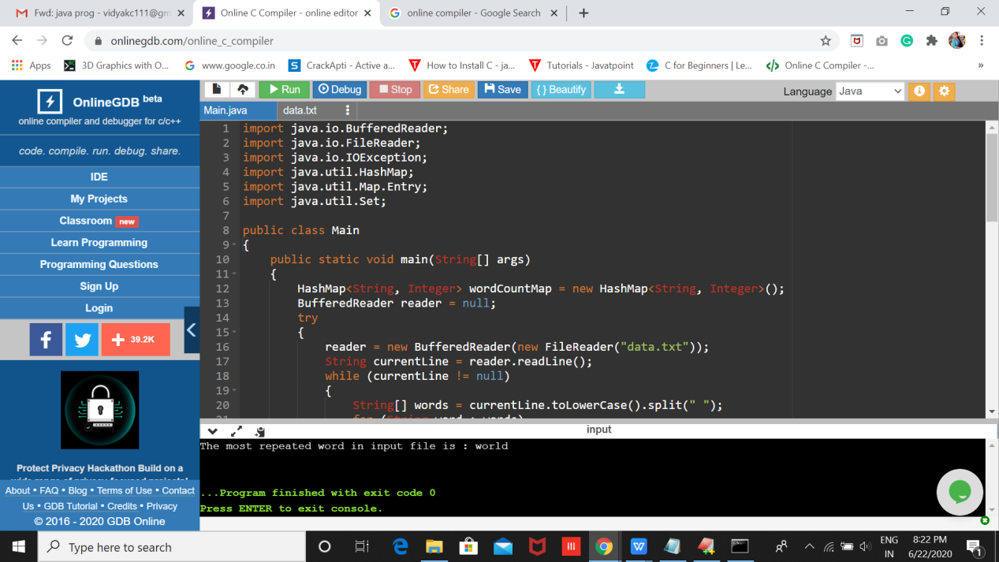 Fwd: java prog - vidyakc111@gm
Online C Compiler - online editor
online compiler - Google Search
onlinegdb.com/online_c_compiler
Apps
3D Graphics with O...
www.google.co.in
CrackApti - Active a...
How to Install C - ja...
Tutorials - Javatpoint
C for Beginners | Le...
Online C Compiler -...
»
OnlineGDB beta
online compiler and debugger for c/c++
code. compile. run. debug. share.
IDE
My Projects
Classroom new
Learn Programming
Programming Questions
Sign Up
Login
39.2K
Protect Privacy Hackathon Build on a
About • FAQ • Blog • Terms of Use • Contact
Us • GDB Tutorial • Credits • Privacy
© 2016 - 2020 GDB Online
Run Debug Stop Share Save { } Beautify
Language Java
Main.java data.txt
1 import java.io.BufferedReader;
2 import java.io.FileReader;
3 import java.io.IOException;
4 import java.util.HashMap;
5 import java.util.Map.Entry;
6 import java.util.Set;
7
8 public class Main
9 {
10 public static void main(String[] args)
11 {
12 HashMap<String, Integer> wordCountMap = new HashMap<String, Integer>();
13 BufferedReader reader = null;
14 try
15 {
16 reader = new BufferedReader(new FileReader("data.txt"));
17 String currentLine = reader.readLine();
18 while (currentLine != null)
19 {
20 String[] words = currentLine.toLowerCase().split(" ");
input
The most repeated word in input file is : world
...Program finished with exit code 0
Press ENTER to exit console.
Type here to search
ENG
IN
8:22 PM
6/22/2020
1